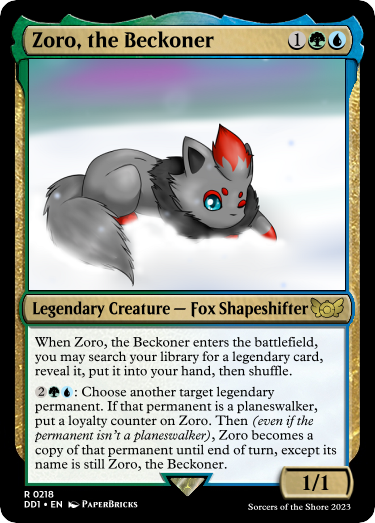 Zoro, the Beckoner 1
Legendary Creature — Fox Shapeshifter
When Zoro, the Beckoner enters the battlefield,
you may search your library for a legendary card,
reveal it, put it into your hand, then shuffle.
2 : Choose another target legendary
permanent. If that permanent is a planeswalker,
put a loyalty counter on Zoro. Then (even if the
permanent isn't a planeswalker), Zoro becomes a
copy of that permanent until end of turn, except its
name is still Zoro, the Beckoner.
1/1
R 0218
DD1 • EN PaperBricks
Sorcers of the Shore 2023